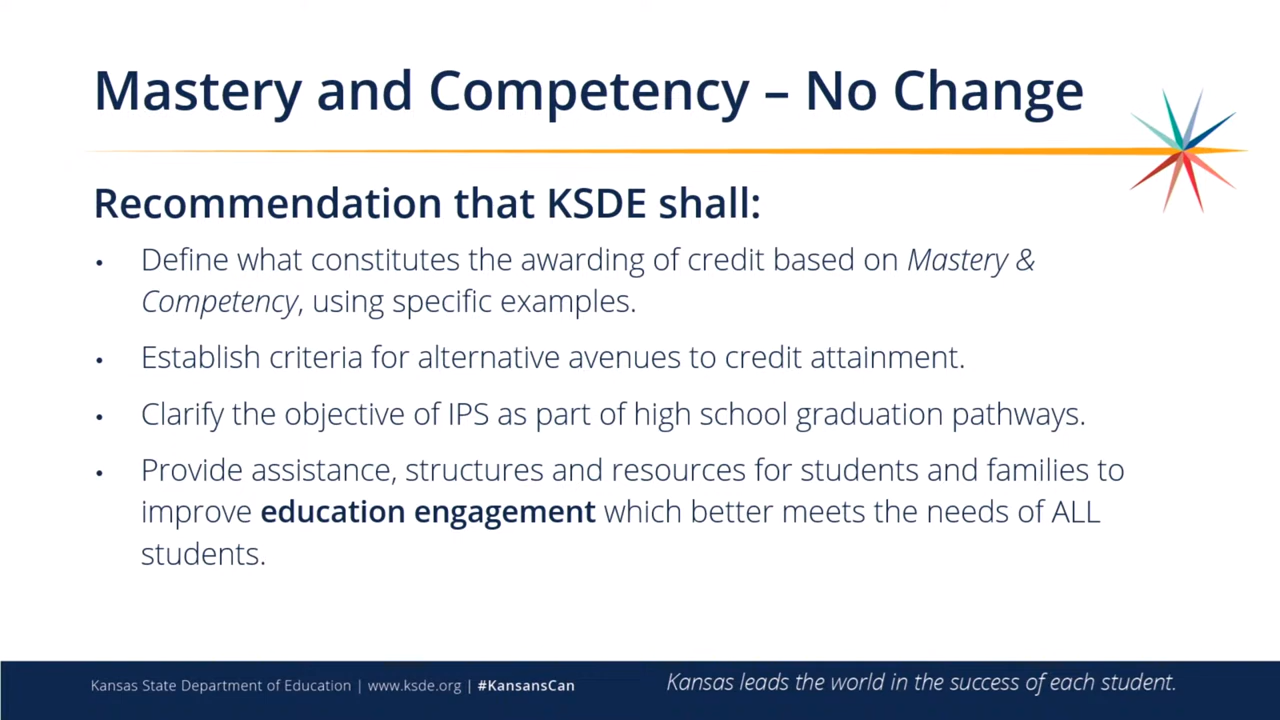 Mastery and Competency – No Change
Recommendation that KSDE shall:
• Define what constitutes the awarding of credit based on Mastery &
Competency, using specific examples.
• Establish criteria for alternative avenues to credit attainment.
• Clarify the objective of IPS as part of high school graduation pathways.
• Provide assistance, structures and resources for students and families to
improve education engagement which better meets the needs of ALL
students.
Kansas State Department of Education | www.ksde.org | #KansansCan
Kansas leads the world in the success of each student.